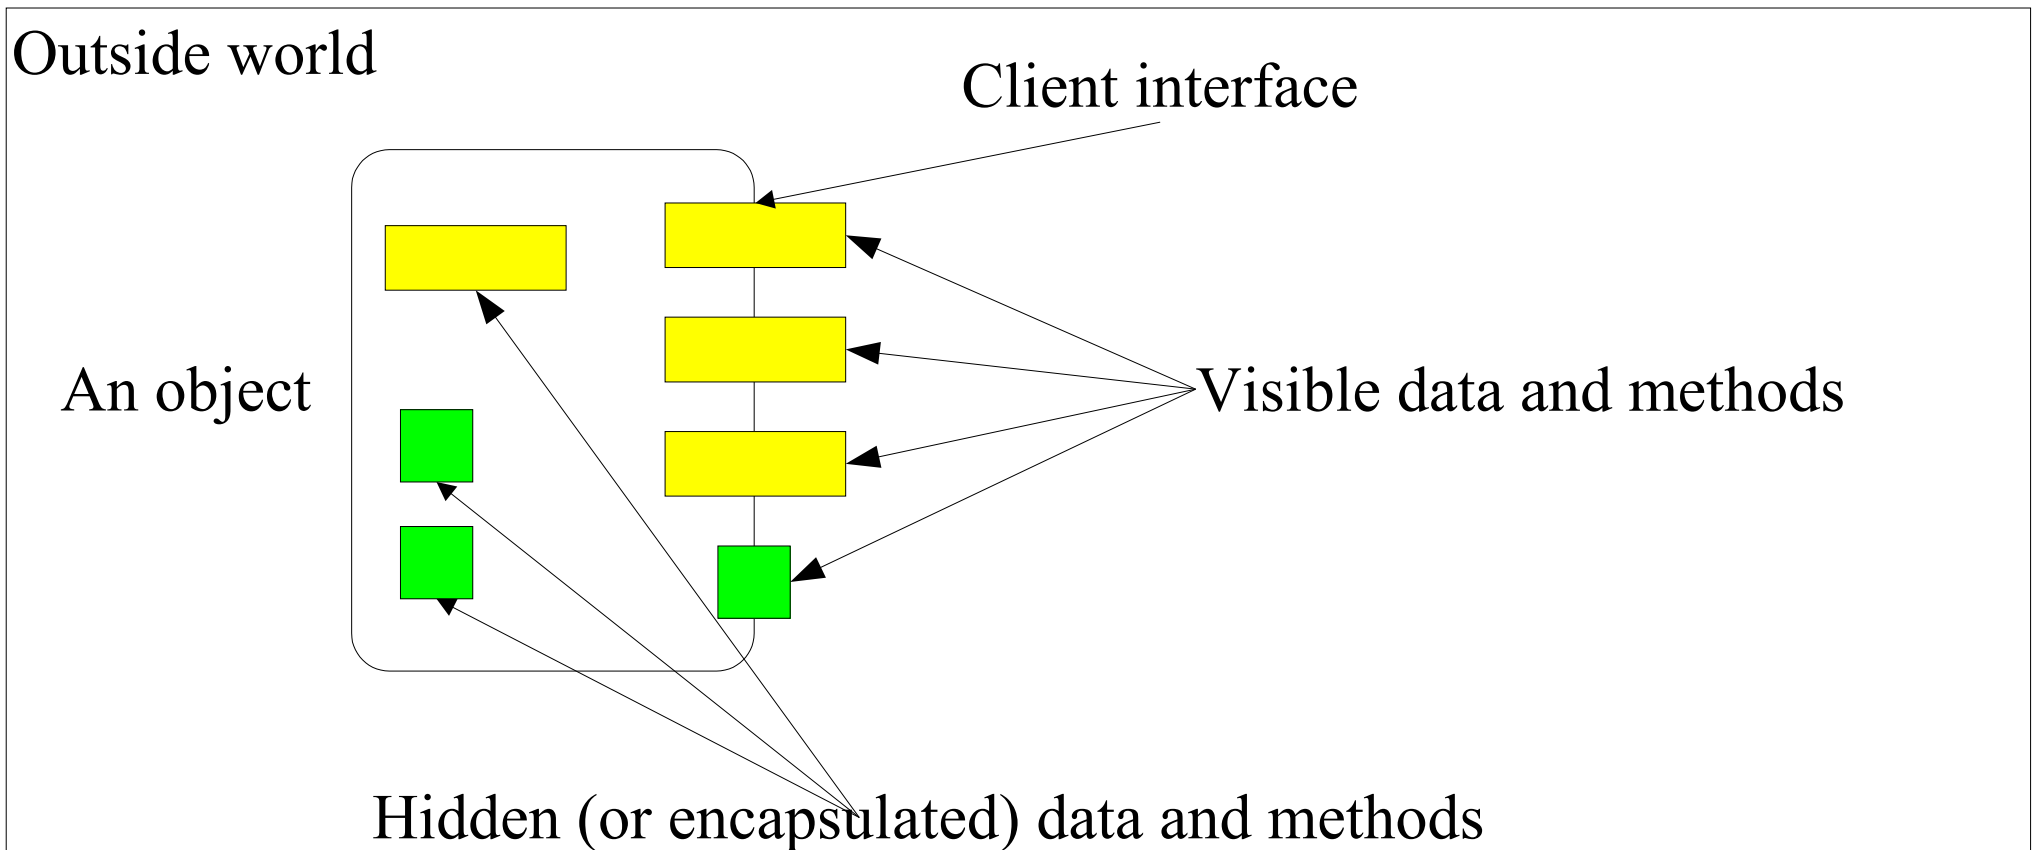 Outside world
Client interface
An object
Visible data and methods
Hidden (or encapsulated) data and methods